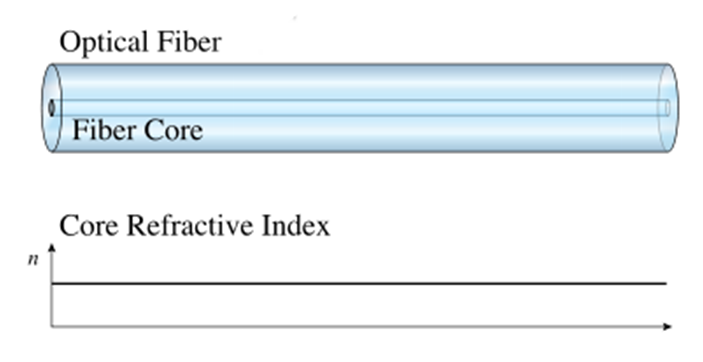 Optical Fiber
Fiber Core
Core Refractive Index
n